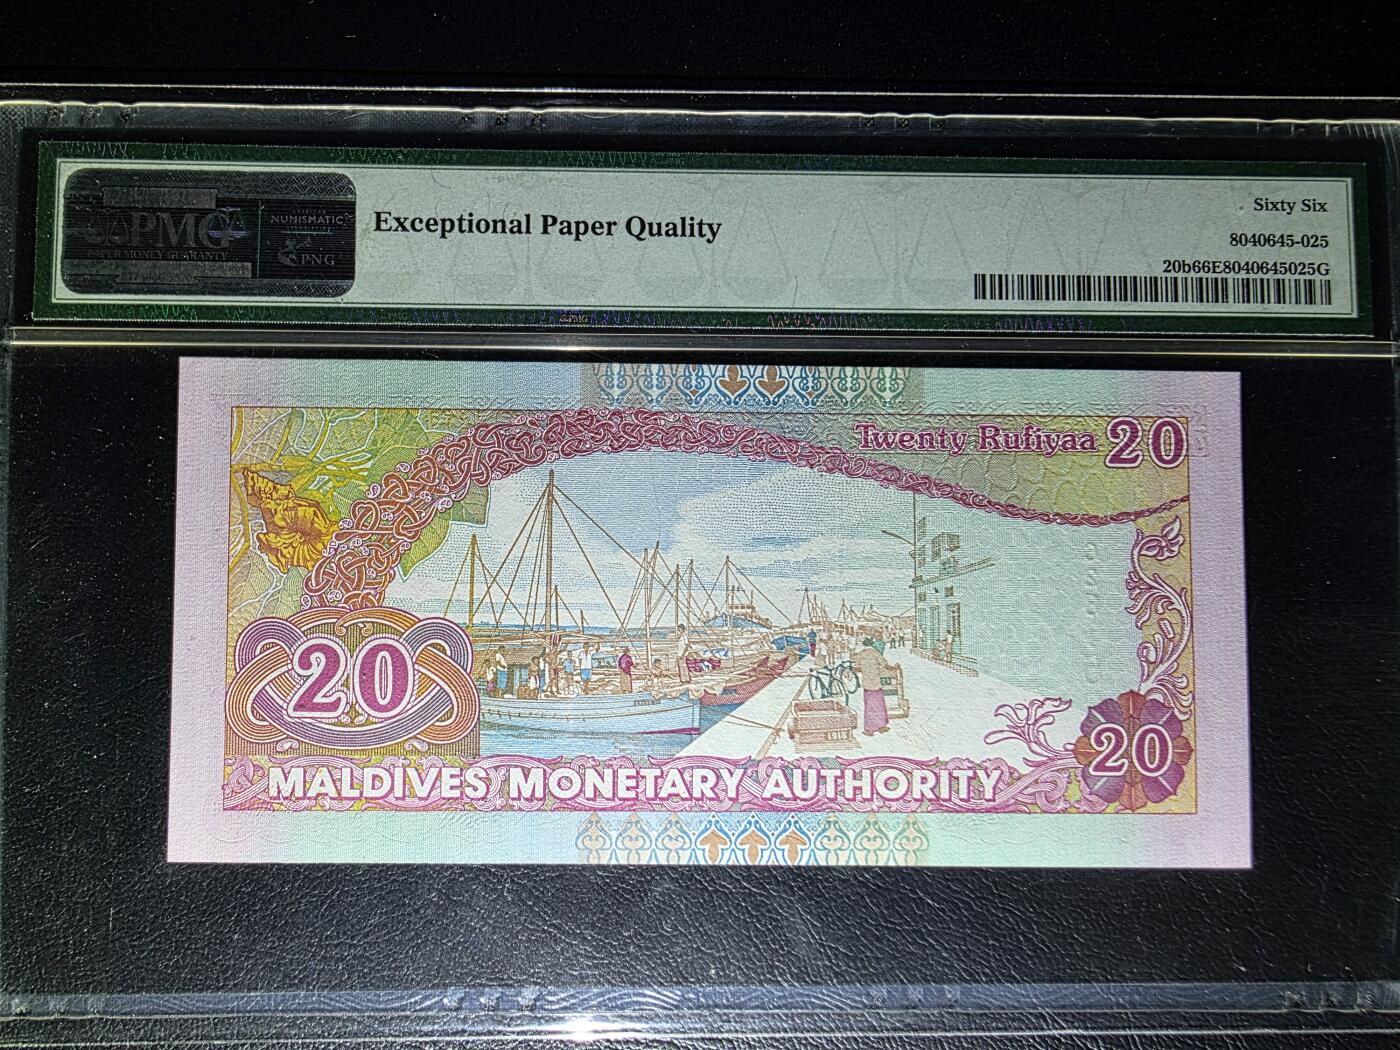 PMG
PAPER MONEY GUARANTY
NUMISMATIC
PNG
Exceptional Paper Quality
Sixty Six
8040645-025
20b66E8040645025G
Twenty Rufiyaa 20
20
1918
20
MALDIVES MONETARY AUTHORITY